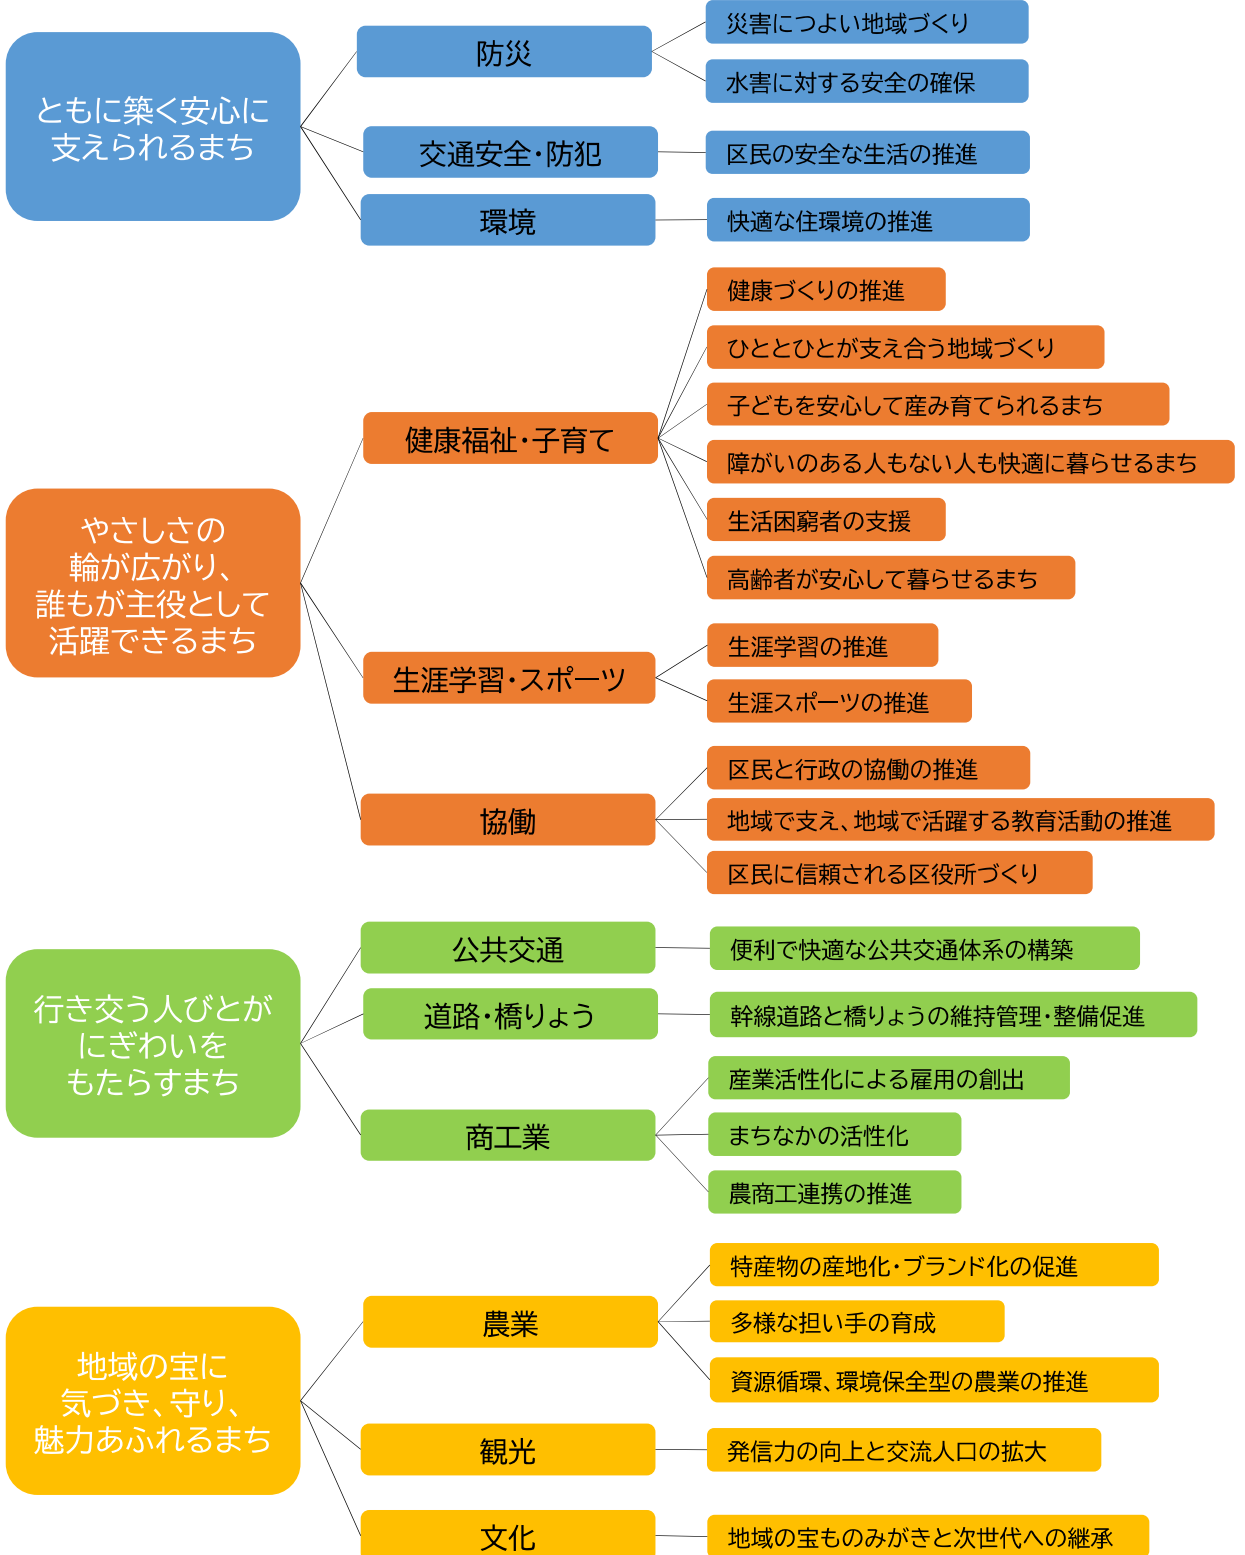 ともに築く安心に
支えられるまち
防災
災害につよい地域づくり
水害に対する安全の確保
交通安全・防犯
区民の安全な生活の推進
環境
快適な住環境の推進
やさしさの
輪が広がり、
誰もが主役として
活躍できるまち
健康福祉・子育て
健康づくりの推進
ひととひとが支え合う地域づくり
子どもを安心して産み育てられるまち
障がいのある人もない人も快適に暮らせるまち
生活困窮者の支援
高齢者が安心して暮らせるまち
生涯学習・スポーツ
生涯学習の推進
生涯スポーツの推進
協働
区民と行政の協働の推進
地域で支え、地域で活躍する教育活動の推進
区民に信頼される区役所づくり
行き交う人びとが
にぎわいを
もたらすまち
公共交通
便利で快適な公共交通体系の構築
道路・橋りょう
幹線道路と橋りょうの維持管理・整備促進
商工業
産業活性化による雇用の創出
まちなかの活性化
農商工連携の推進
地域の宝に
気づき、守り、
魅力あふれるまち
農業
特産物の産地化・ブランド化の促進
多様な担い手の育成
資源循環、環境保全型の農業の推進
観光
発信力の向上と交流人口の拡大
文化
地域の宝ものみがきと次世代への継承